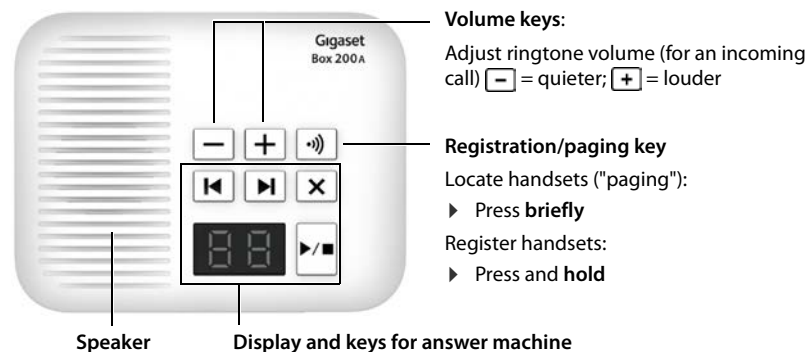 Volume keys:
Gigaset
Box 200A
Adjust ringtone volume (for an incoming
call) − = quieter; + = louder
Registration/paging key
Locate handsets ("paging"):
Press briefly
Register handsets:
Press and hold
Speaker
Display and keys for answer machine